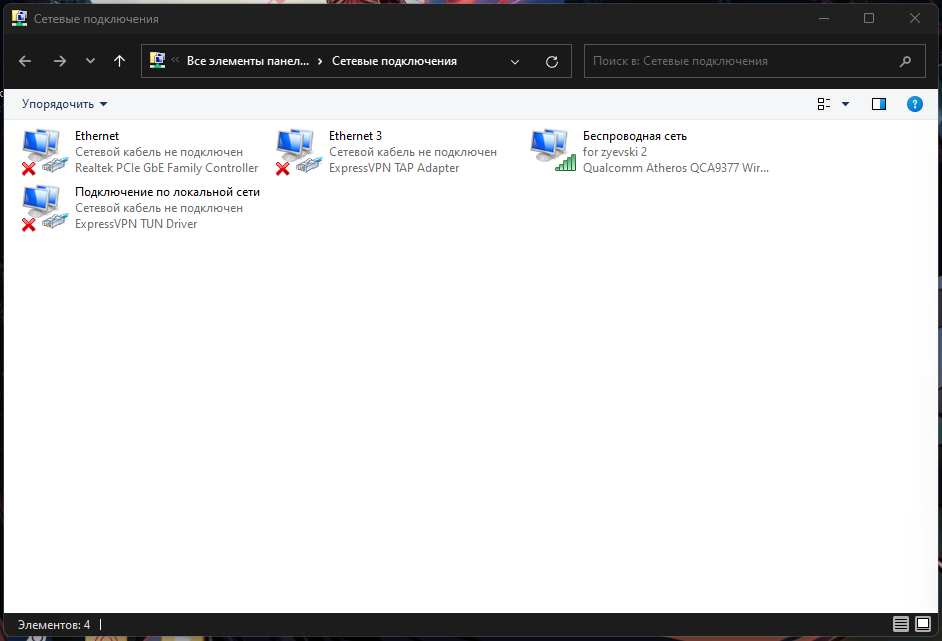 Сетевые подключения
Все элементы панел... › Сетевые подключения
Поиск в: Сетевые подключения
Упорядочить
Ethernet
Сетевой кабель не подключен
Realtek PCIe GbE Family Controller
Ethernet 3
Сетевой кабель не подключен
ExpressVPN TAP Adapter
Беспроводная сеть
for zyevski 2
Qualcomm Atheros QCA9377 Wir...
Подключение по локальной сети
Сетевой кабель не подключен
ExpressVPN TUN Driver
Элементов: 4